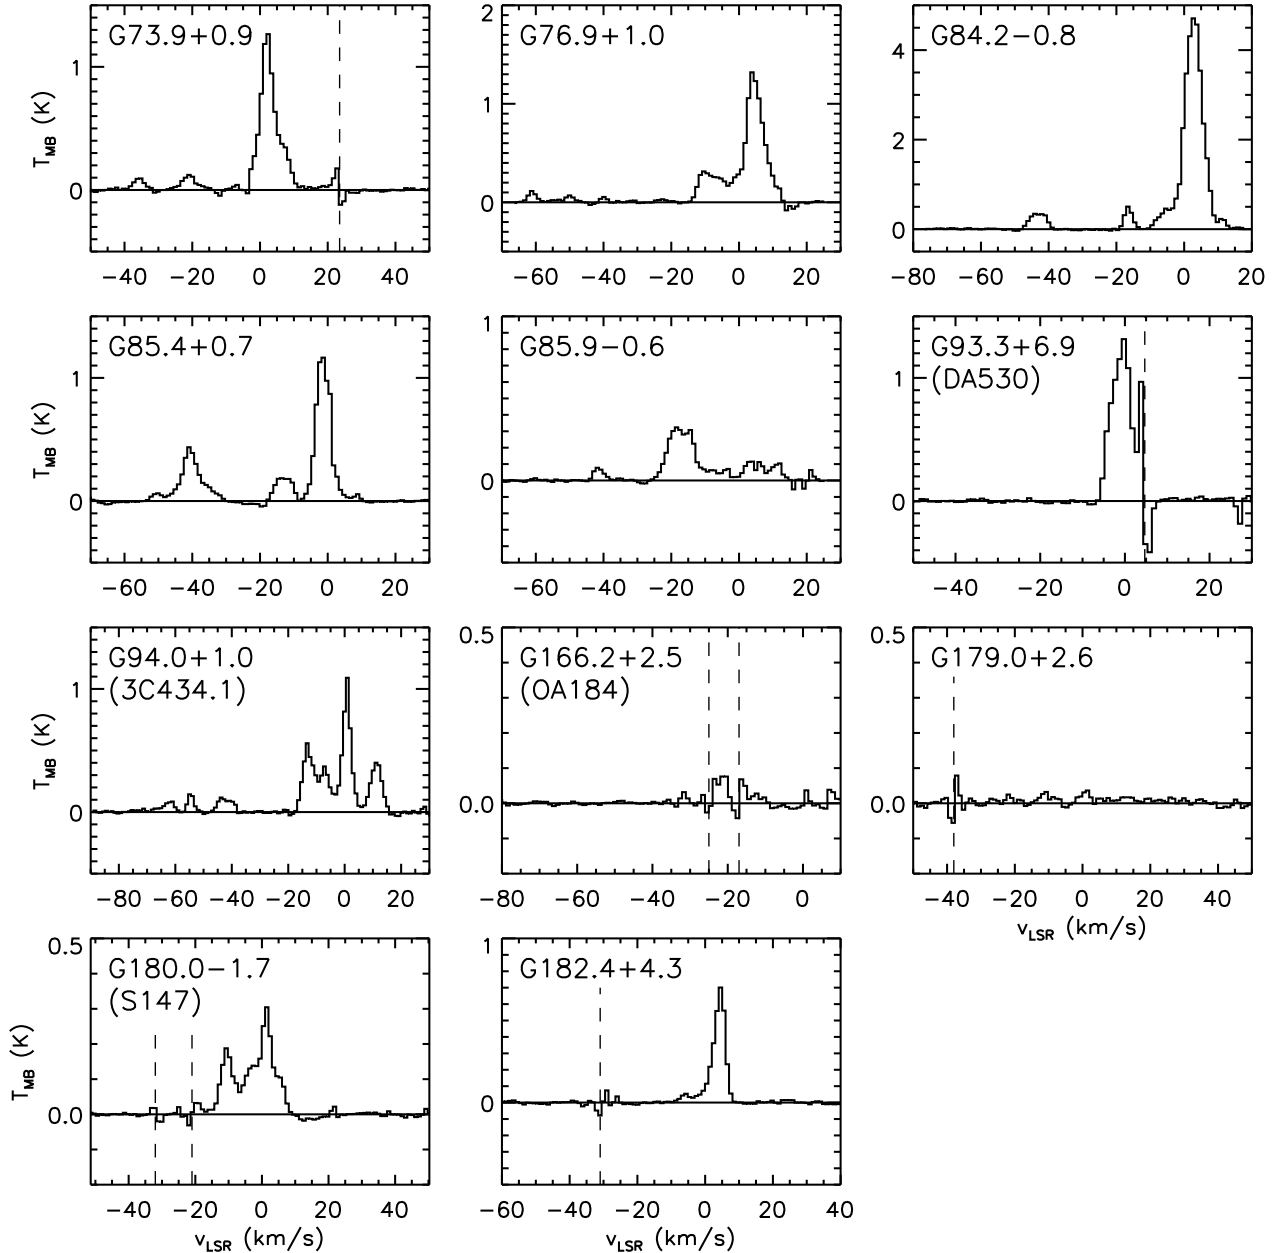 G73.9+0.9
G76.9+1.0
G84.2−0.8
T_MB (K)
1
0
2
1
0
4
2
0
−40 −20 0 20 40
−60 −40 −20 0 20
−80 −60 −40 −20 0 20
G85.4+0.7
G85.9−0.6
G93.3+6.9
(DA530)
T_MB (K)
1
0
1
0
1
0
−60 −40 −20 0 20
−60 −40 −20 0 20
−40 −20 0 20
G94.0+1.0
(3C434.1)
G166.2+2.5
(OA184)
G179.0+2.6
T_MB (K)
1
0
0.5
0.0
0.5
0.0
−80 −60 −40 −20 0 20
−80 −60 −40 −20 0
−40 −20 0 20 40
v_LSR (km/s)
G180.0−1.7
(S147)
G182.4+4.3
T_MB (K)
0.5
0.0
1
0
−40 −20 0 20 40
−60 −40 −20 0 20 40
v_LSR (km/s)
v_LSR (km/s)